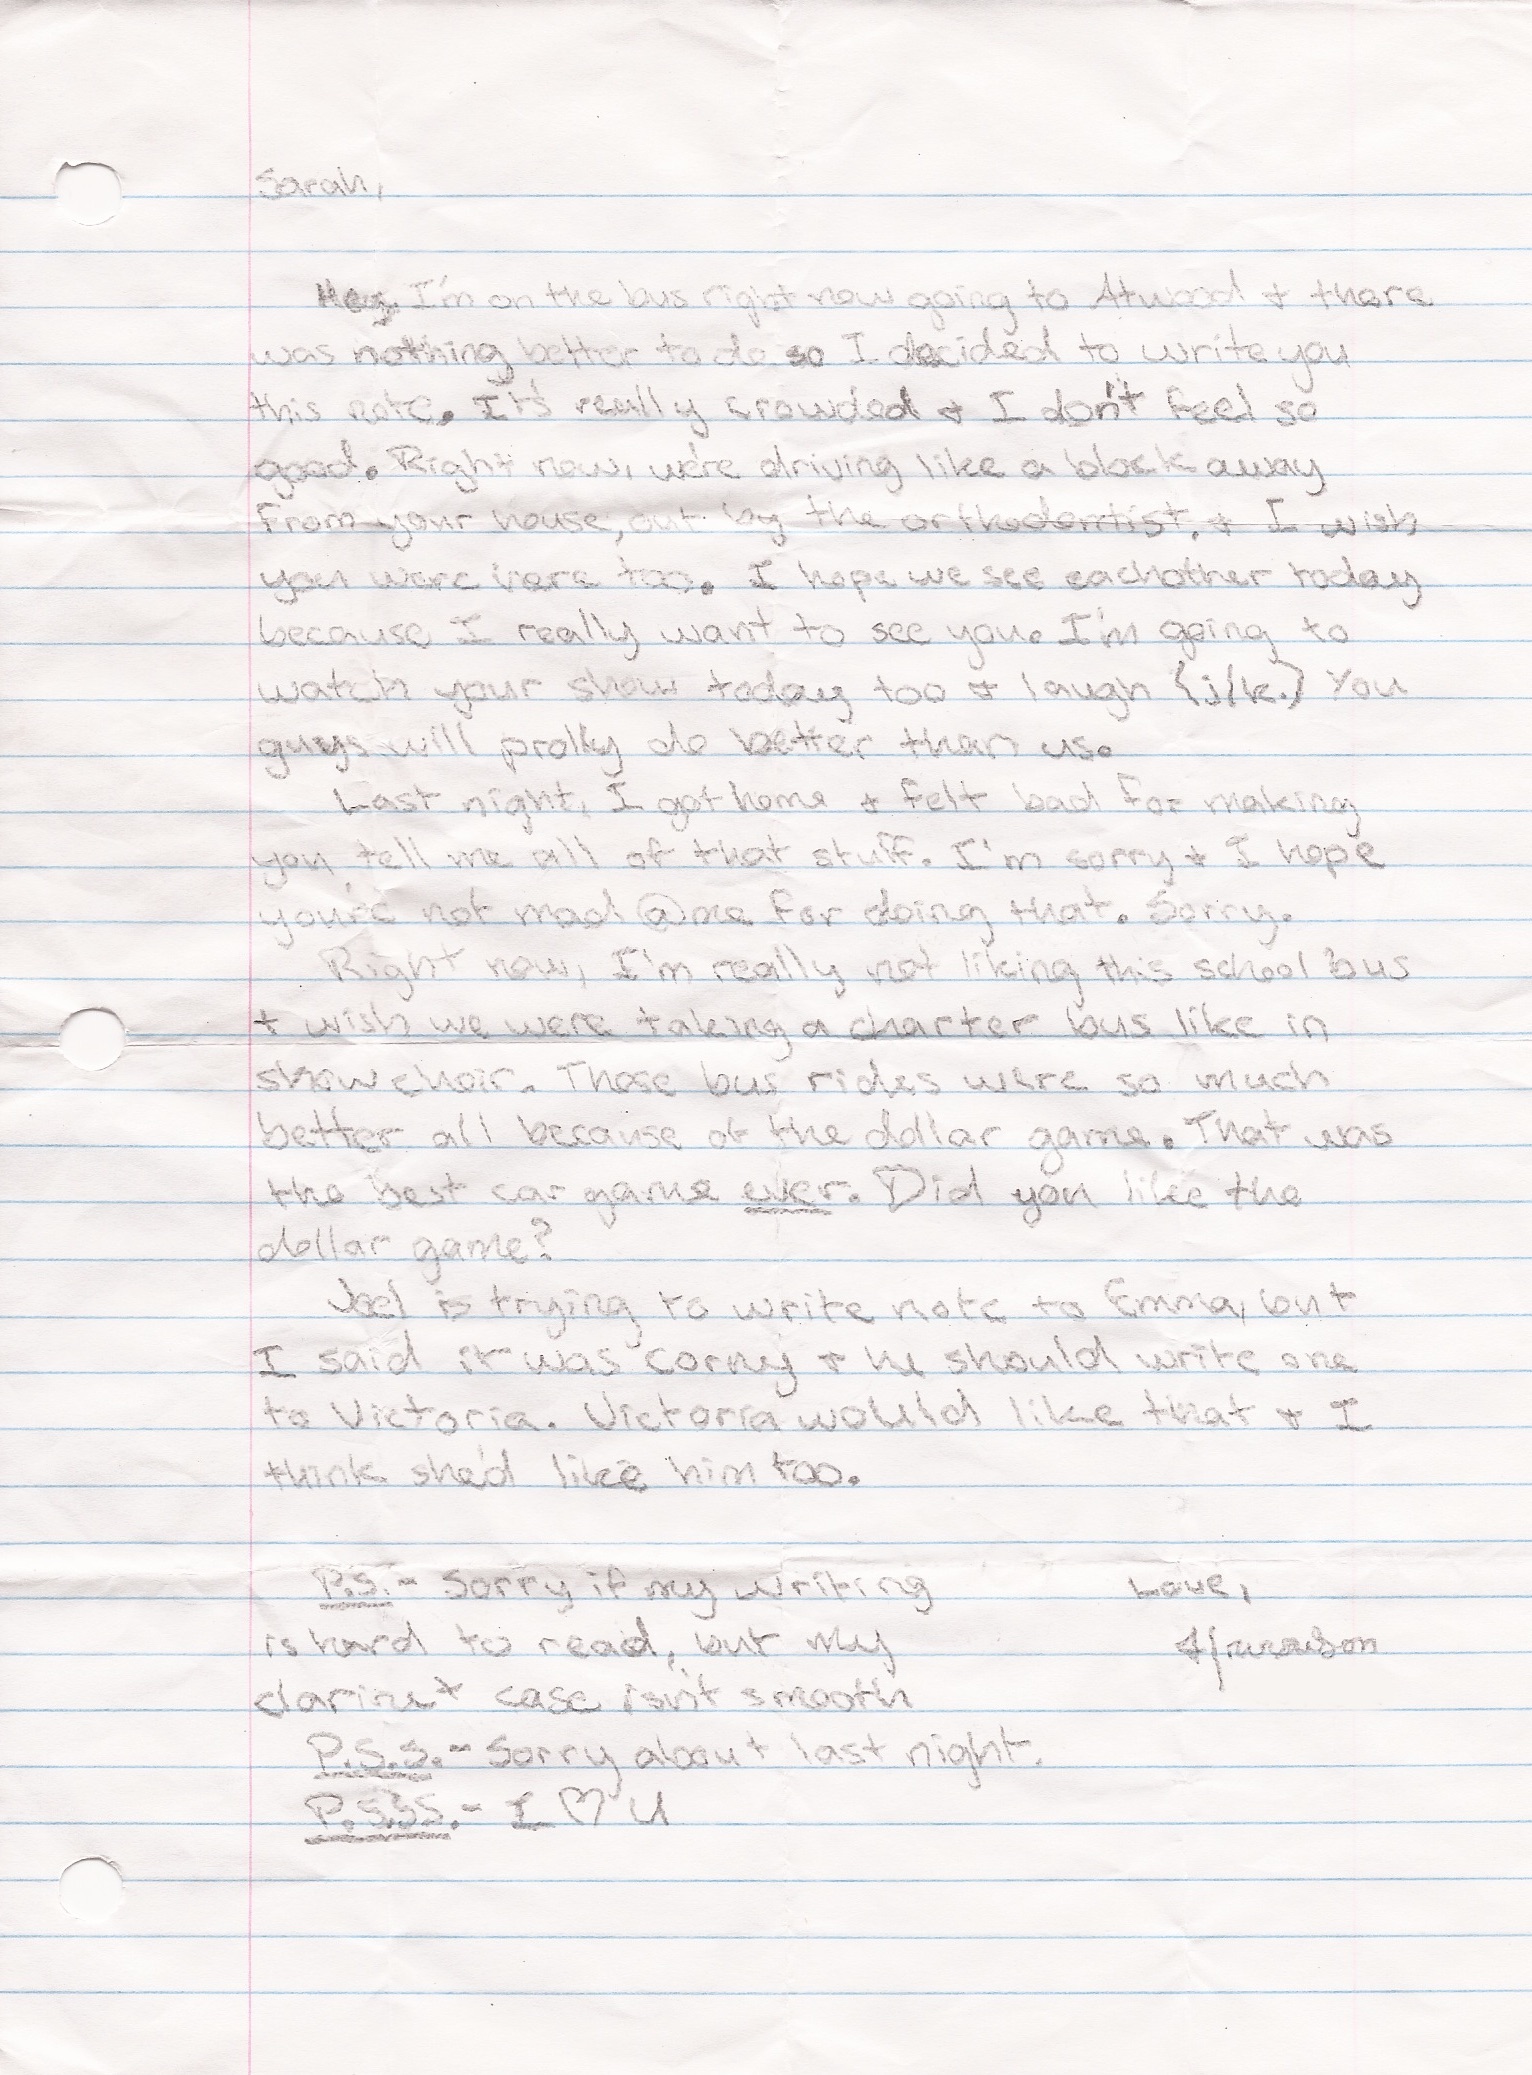 Sarah,
Hey. I'm on the bus right now going to Atwood + there
was nothing better to do so I decided to write you
this note. It's really crowded + I don't feel so
good. Right now, we're driving like a block away
from your house, out by the orthodontist, + I wish
you were here too. I hope we see eachother today
because I really want to see you. I'm going to
watch your show today too + laugh {j/k.} You
guys will prolly do better than us.
Last night, I got home + felt bad for making
you tell me all of that stuff. I'm sorry + I hope
you're not mad @ me for doing that. Sorry.
Right now, I'm really not liking this school bus
+ wish we were taking a charter bus like in
show choir. Those bus rides were so much
better all because of the dollar game. That was
the best car game ever. Did you like the
dollar game?
Joel is trying to write note to Emma, but
I said it was corny + he should write one
to Victoria. Victoria would like that + I
think she'd like him too.
P.S.- Sorry if my writing
is hard to read, but my
clarinet case isn't smooth
Love,
P.S.S.- Sorry about last night.
P.S.S.S.- I ♡ U